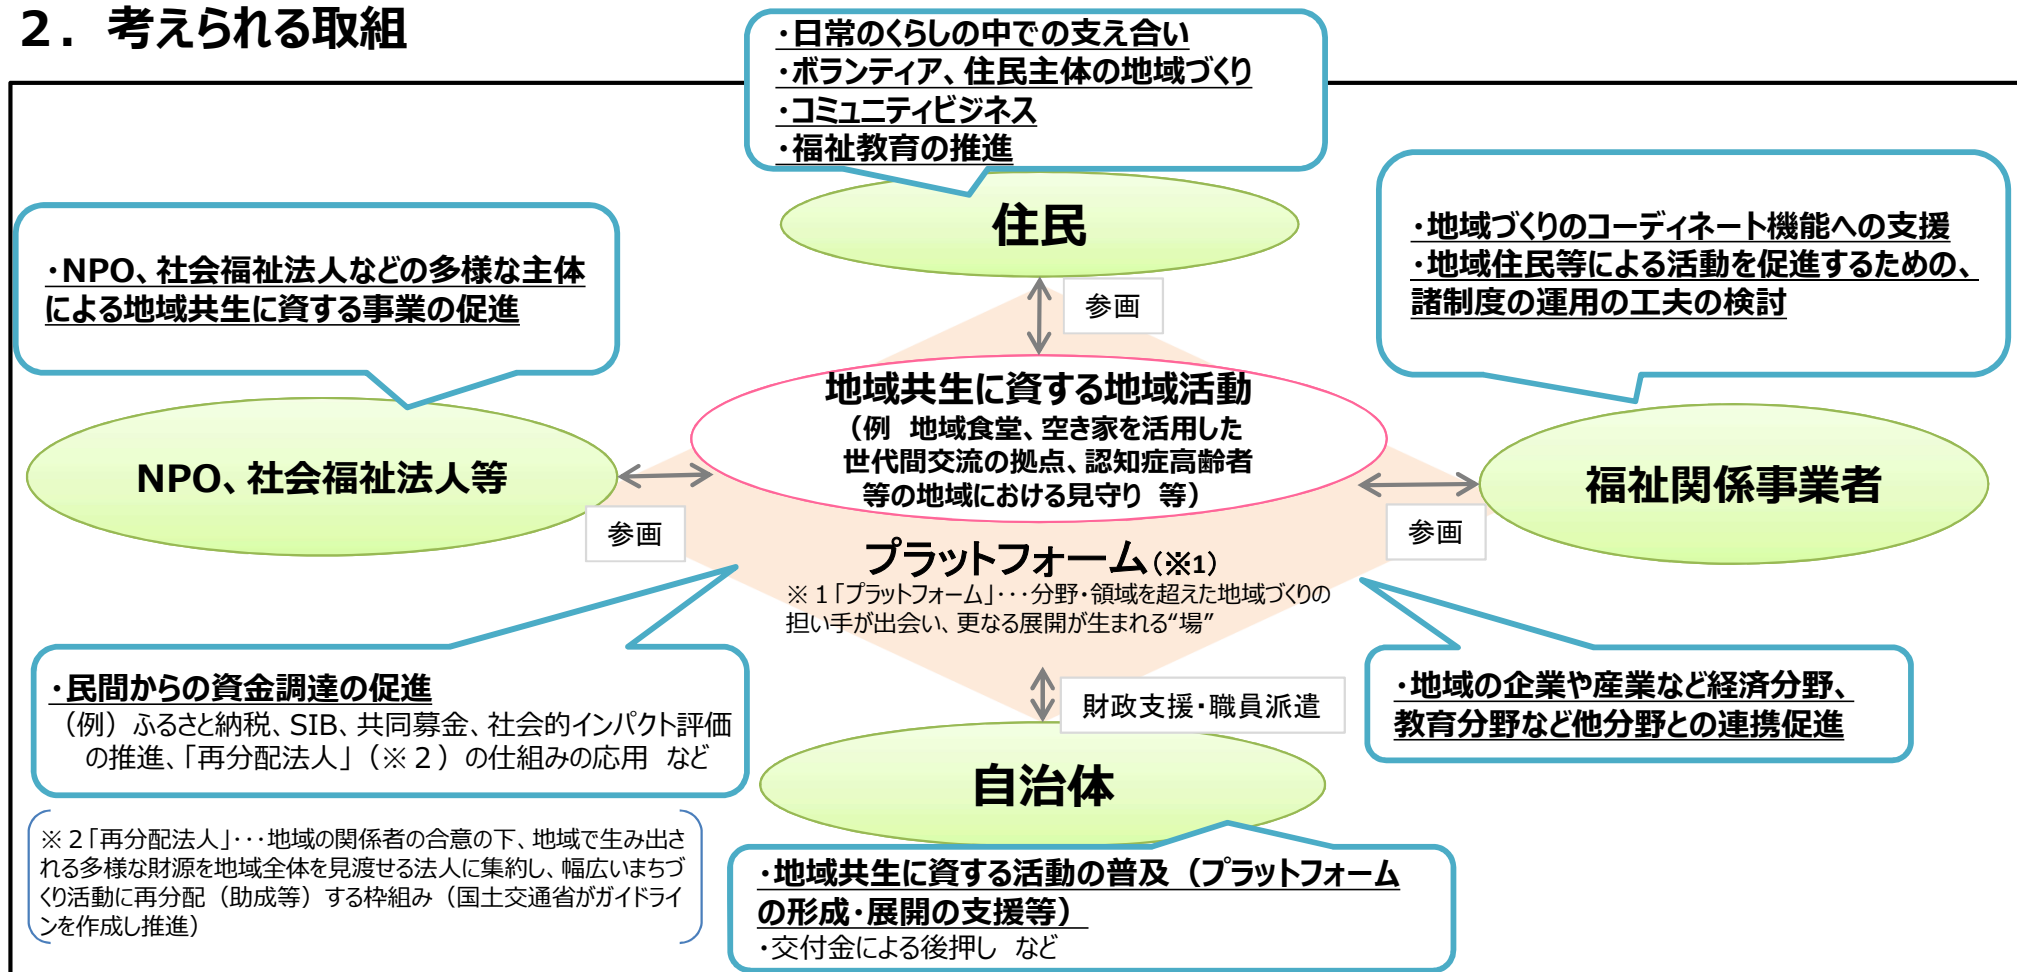 ２．考えられる取組
・日常のくらしの中での支え合い
・ボランティア、住民主体の地域づくり
・コミュニティビジネス
・福祉教育の推進
住民
参画
・NPO、社会福祉法人などの多様な主体
による地域共生に資する事業の促進
NPO、社会福祉法人等
参画
・地域づくりのコーディネート機能への支援
・地域住民等による活動を促進するための、
諸制度の運用の工夫の検討
福祉関係事業者
参画
地域共生に資する地域活動
（例　地域食堂、空き家を活用した
世代間交流の拠点、認知症高齢者
等の地域における見守り　等）
プラットフォーム（※1）
※１「プラットフォーム」・・・分野・領域を超えた地域づくりの
担い手が出会い、更なる展開が生まれる“場”
・民間からの資金調達の促進
（例）ふるさと納税、SIB、共同募金、社会的インパクト評価
の推進、「再分配法人」（※２）の仕組みの応用　など
※２「再分配法人」・・・地域の関係者の合意の下、地域で生み出さ
れる多様な財源を地域全体を見渡せる法人に集約し、幅広いまちづ
くり活動に再分配（助成等）する枠組み（国土交通省がガイドライ
ンを作成し推進）
・地域の企業や産業など経済分野、
教育分野など他分野との連携促進
財政支援・職員派遣
自治体
・地域共生に資する活動の普及（プラットフォーム
の形成・展開の支援等）
・交付金による後押し　など